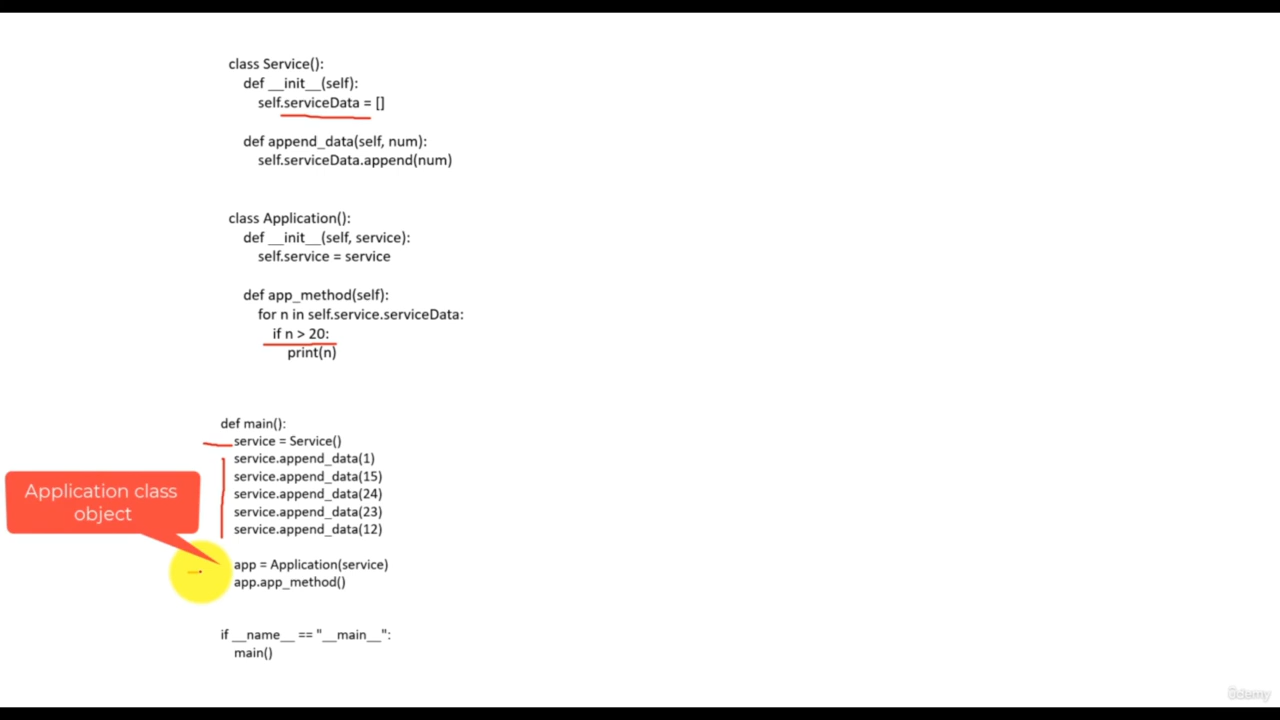 class Service():
def __init__(self):
self.serviceData = []
def append_data(self, num):
self.serviceData.append(num)
class Application():
def __init__(self, service):
self.service = service
def app_method(self):
for n in self.service.serviceData:
if n > 20:
print(n)
def main():
service = Service()
service.append_data(1)
service.append_data(15)
service.append_data(24)
service.append_data(23)
service.append_data(12)
Application class
object
app = Application(service)
app.app_method()
if __name__ == "__main__":
main()
ûdemy